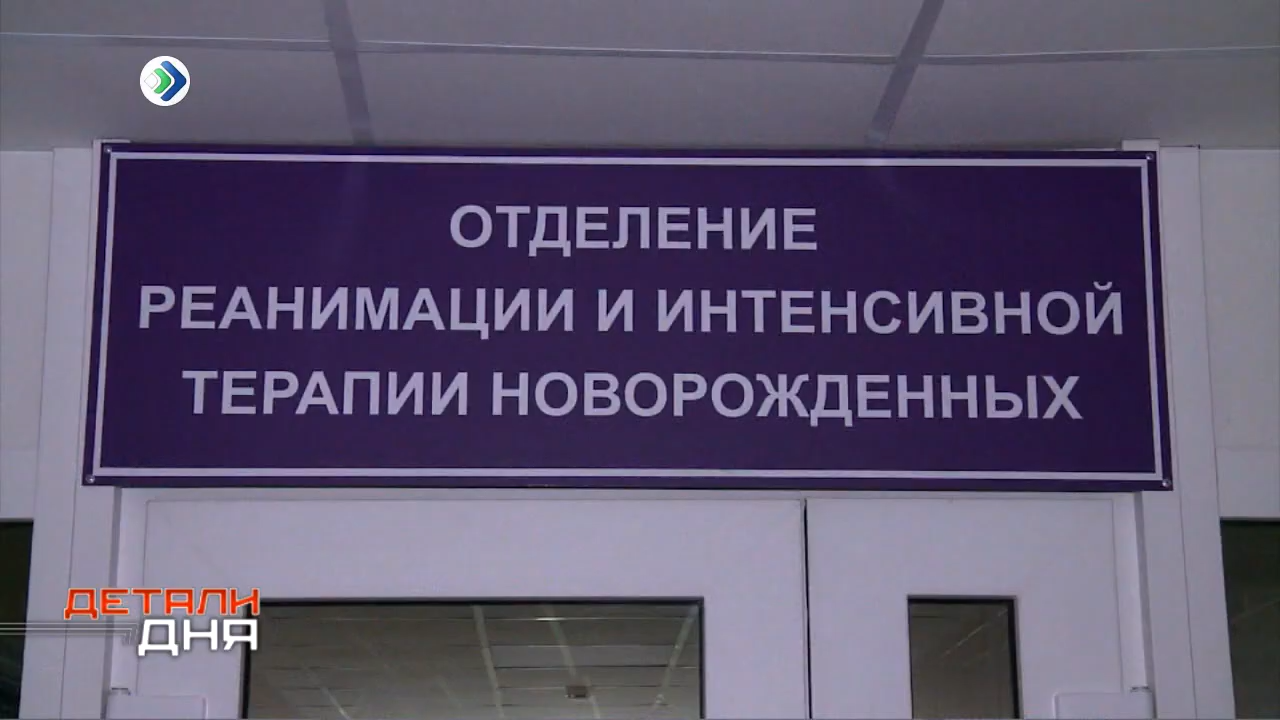 ОТДЕЛЕНИЕ
РЕАНИМАЦИИ И ИНТЕНСИВНОЙ
ТЕРАПИИ НОВОРОЖДЕННЫХ
ДЕТАЛИ
ДНЯ